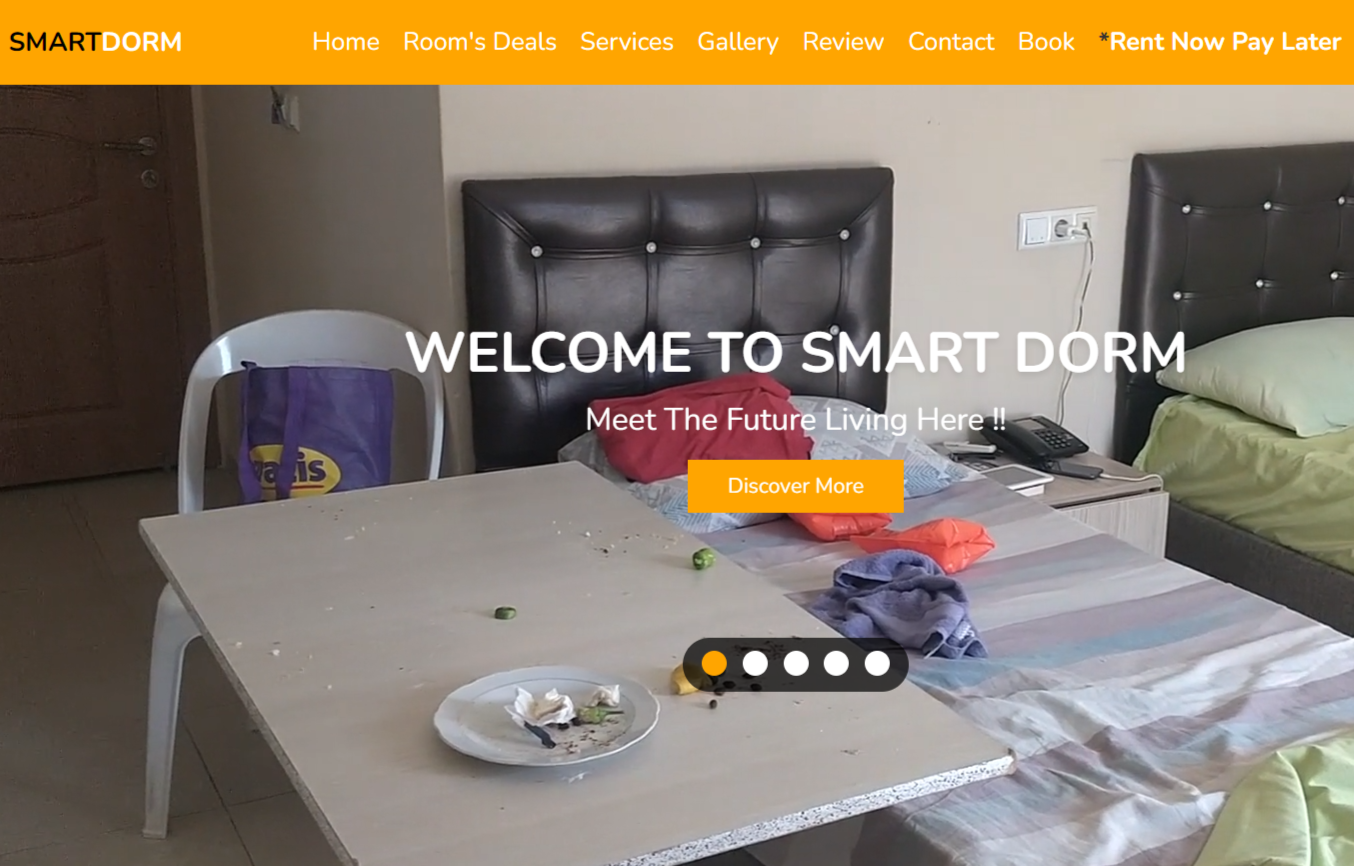 SMARTDORM
Home Room's Deals Services Gallery Review Contact Book *Rent Now Pay Later
WELCOME TO SMART DORM
Meet The Future Living Here !!
Discover More